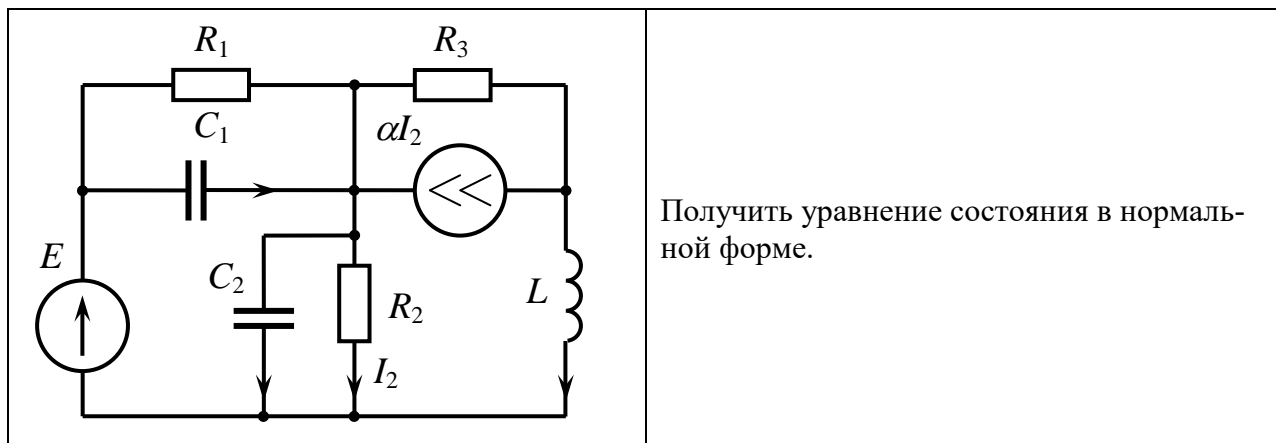 R1
R3
C1
αI2
E
C2
R2
L
I2
Получить уравнение состояния в нормаль-
ной форме.